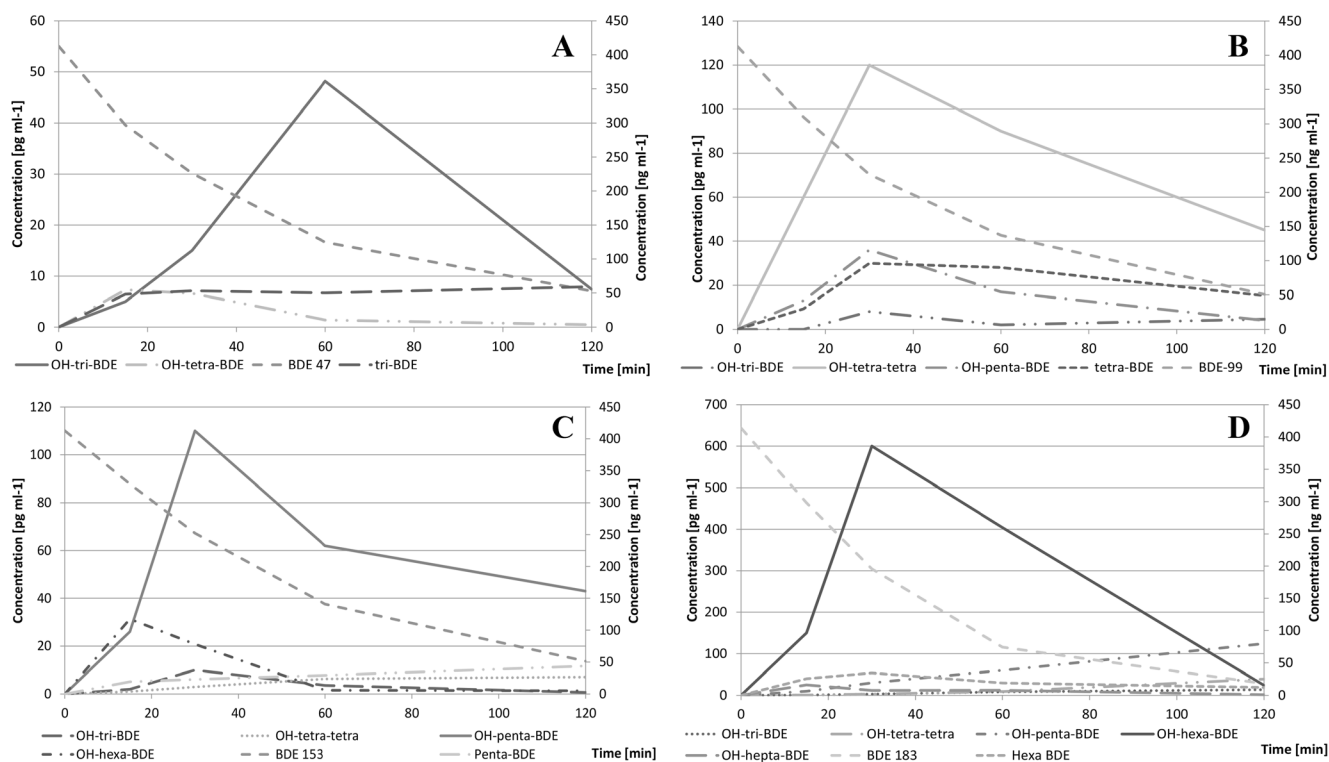 A
Concentration [pg ml-1]
60
50
40
30
20
10
0
450
400
350
300
250
200
150
100
50
0
Concentration [ng ml-1]
0 20 40 60 80 100 120
OH-tri-BDE OH-tetra-BDE BDE 47 tri-BDE
Time [min]
B
Concentration [pg ml-1]
140
120
100
80
60
40
20
0
450
400
350
300
250
200
150
100
50
0
Concentration [ng ml-1]
0 20 40 60 80 100 120
OH-tri-BDE OH-tetra-tetra OH-penta-BDE tetra-BDE BDE-99
Time [min]
C
Concentration [pg ml-1]
120
100
80
60
40
20
0
450
400
350
300
250
200
150
100
50
0
Concentration [ng ml-1]
0 20 40 60 80 100 120
OH-tri-BDE OH-tetra-tetra OH-penta-BDE
OH-hexa-BDE BDE 153 Penta-BDE
Time [min]
D
Concentration [pg ml-1]
700
600
500
400
300
200
100
0
450
400
350
300
250
200
150
100
50
0
Concentration [ng ml-1]
0 20 40 60 80 100 120
OH-tri-BDE OH-tetra-tetra OH-penta-BDE OH-hexa-BDE
OH-hepta-BDE BDE 183 Hexa BDE
Time [min]